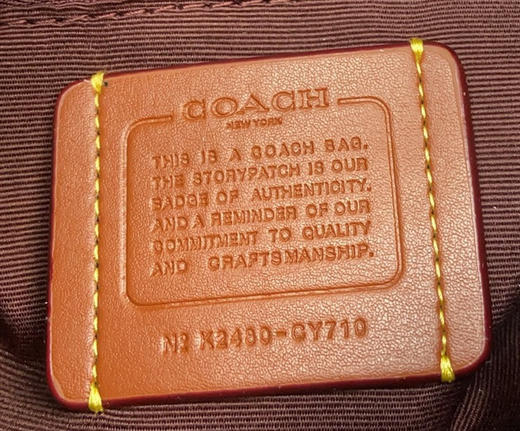 COACH
NEW YORK
THIS IS A COACH BAG.
THE STORYPATCH IS OUR
BADGE OF AUTHENTICITY.
AND A REMINDER OF OUR
COMMITMENT TO QUALITY
AND CRAFTSMANSHIP.
Nº K2480-CY710